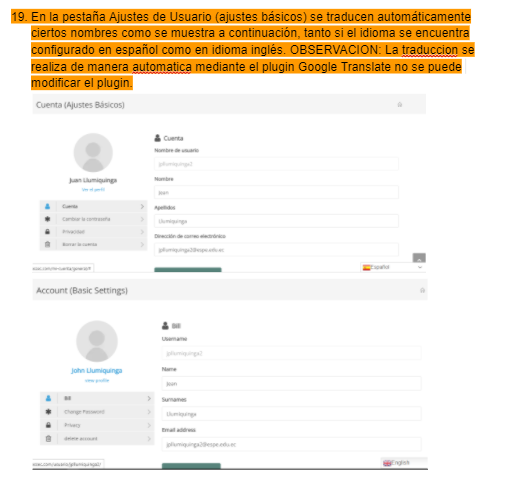 19. En la pestaña Ajustes de Usuario (ajustes básicos) se traducen automáticamente
ciertos nombres como se muestra a continuación, tanto si el idioma se encuentra
configurado en español como en idioma inglés. OBSERVACION: La traduccion se
realiza de manera automatica mediante el plugin Google Translate no se puede
modificar el plugin.
Cuenta (Ajustes Básicos)
Juan Llumiquinga
Ver el perfil
Cuenta
Cambiar la contraseña
Privacidad
Borrar la cuenta
Cuenta
Nombre de usuario
jpllumiquinga2
Nombre
Juan
Apellidos
Llumiquinga
Dirección de correo electrónico
jpllumiquinga2@espe.edu.ec
Español
Account (Basic Settings)
John Llumiquinga
view profile
Bill
Change Password
Privacy
delete account
Bill
Username
jpllumiquinga2
Name
Juan
Surnames
Llumiquinga
Email address
jpllumiquinga2@espe.edu.ec
English